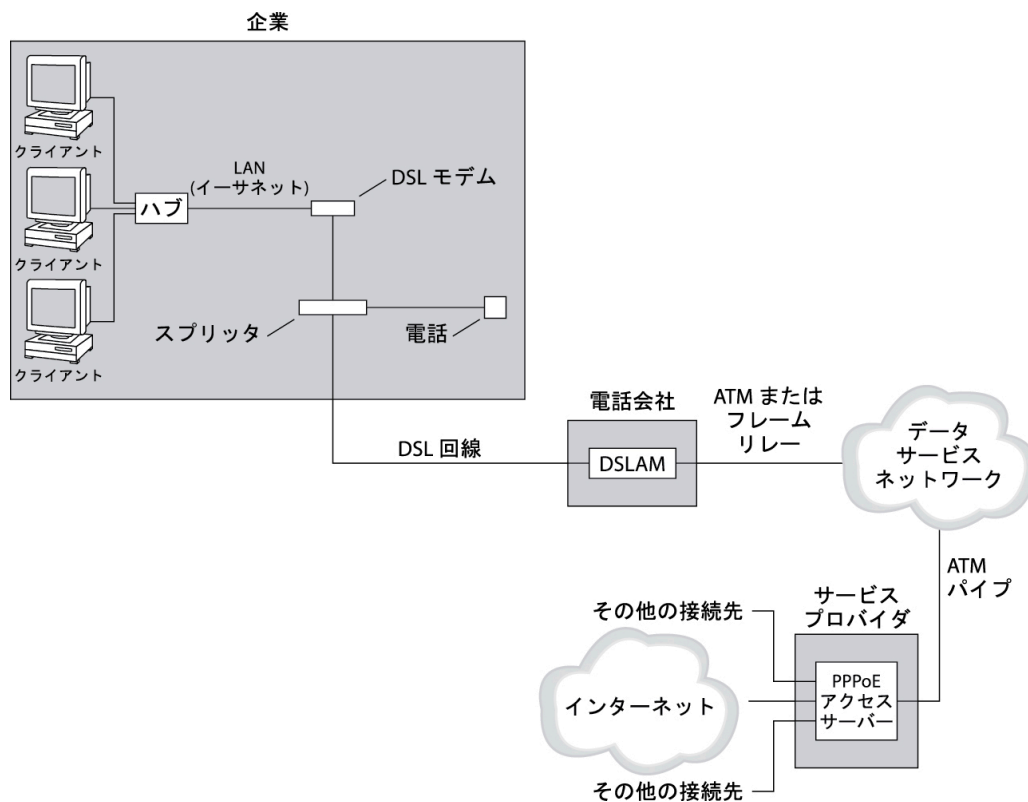 企業
クライアント
クライアント
クライアント
ハブ
LAN
(イーサネット)
DSL モデム
スプリッタ
電話
DSL 回線
電話会社
DSLAM
ATM または
フレーム
リレー
データ
サービス
ネットワーク
ATM
パイプ
サービス
プロバイダ
PPPoE
アクセス
サーバー
その他の接続先
インターネット
その他の接続先